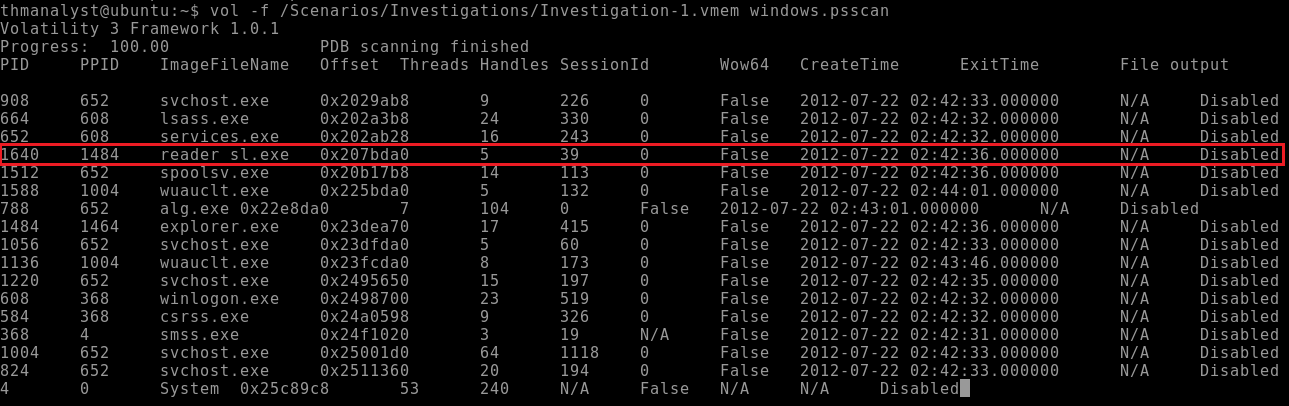 thmanalyst@ubuntu:~$ vol -f /Scenarios/Investigations/Investigation-1.vmem windows.psscan
Volatility 3 Framework 1.0.1
Progress:  100.00               PDB scanning finished
PID     PPID    ImageFileName   Offset  Threads Handles SessionId       Wow64   CreateTime      ExitTime        File output
908     652     svchost.exe     0x2029ab8       9       226     0       False   2012-07-22 02:42:33.000000      N/A     Disabled
664     608     lsass.exe       0x202a3b8       24      330     0       False   2012-07-22 02:42:32.000000      N/A     Disabled
652     608     services.exe    0x202ab28       16      243     0       False   2012-07-22 02:42:32.000000      N/A     Disabled
1640    1484    reader sl.exe   0x207bda0       5       39      0       False   2012-07-22 02:42:36.000000      N/A     Disabled
1512    652     spoolsv.exe     0x20b17b8       14      113     0       False   2012-07-22 02:42:36.000000      N/A     Disabled
1588    1004    wuauclt.exe     0x225bda0       5       132     0       False   2012-07-22 02:44:01.000000      N/A     Disabled
788     652     alg.exe 0x22e8da0       7       104     0       False   2012-07-22 02:43:01.000000      N/A     Disabled
1484    1464    explorer.exe    0x23dea70       17      415     0       False   2012-07-22 02:42:36.000000      N/A     Disabled
1056    652     svchost.exe     0x23dfda0       5       60      0       False   2012-07-22 02:42:33.000000      N/A     Disabled
1136    1004    wuauclt.exe     0x23fcda0       8       173     0       False   2012-07-22 02:43:46.000000      N/A     Disabled
1220    652     svchost.exe     0x2495650       15      197     0       False   2012-07-22 02:42:35.000000      N/A     Disabled
608     368     winlogon.exe    0x2498700       23      519     0       False   2012-07-22 02:42:32.000000      N/A     Disabled
584     368     csrss.exe       0x24a0598       9       326     0       False   2012-07-22 02:42:32.000000      N/A     Disabled
368     4       smss.exe        0x24f1020       3       19      N/A     False   2012-07-22 02:42:31.000000      N/A     Disabled
1004    652     svchost.exe     0x25001d0       64      1118    0       False   2012-07-22 02:42:33.000000      N/A     Disabled
824     652     svchost.exe     0x2511360       20      194     0       False   2012-07-22 02:42:33.000000      N/A     Disabled
4       0       System  0x25c89c8       53      240     N/A     False   N/A     N/A     Disabled